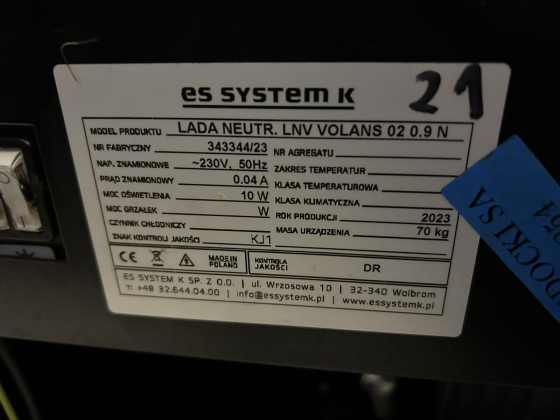 es system k
21
MODEL PRODUKTU LADA NEUTR. LNV VOLANS 02 0.9 N
NR FABRYCZNY 343344/23 NR AGREGATU
NAP. ZNAMIONOWE ~230V, 50Hz ZAKRES TEMPERATUR
PRĄD ZNAMIONOWY 0.04 A KLASA TEMPERATUROWA
MOC OŚWIETLENIA 10 W KLASA KLIMATYCZNA
MOC GRZAŁEK W ROK PRODUKCJI 2023
CZYNNIK CHŁODNICZY MASA URZĄDZENIA 70 kg
ZNAK KONTROLI JAKOŚCI KJ1
CE MADE IN POLAND KONTROLA JAKOŚCI DR
ES SYSTEM K SP. Z O.O. | ul. Wrzosowa 10 | 32-340 Wolbrom
T: +48 32.644.04.00 | info@essystemk.pl | www.essystemk.pl
DOCKI SA
054